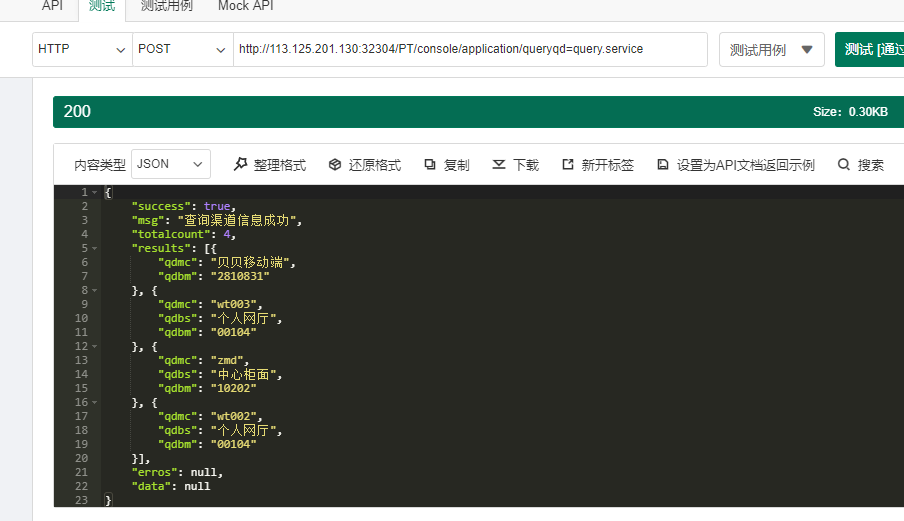 API 测试 测试用例 Mock API
HTTP POST http://113.125.201.130:32304/PT/console/application/queryqd=query.service 测试用例 测试 [通过
200 Size: 0.30KB
内容类型 JSON 整理格式 还原格式 复制 下载 新开标签 设置为API文档返回示例 搜索
1 {
2 "success": true,
3 "msg": "查询渠道信息成功",
4 "totalcount": 4,
5 "results": [{
6 "qdmc": "贝贝移动端",
7 "qdbm": "2810831"
8 }, {
9 "qdmc": "wt003",
10 "qdbs": "个人网厅",
11 "qdbm": "00104"
12 }, {
13 "qdmc": "zmd",
14 "qdbs": "中心柜面",
15 "qdbm": "10202"
16 }, {
17 "qdmc": "wt002",
18 "qdbs": "个人网厅",
19 "qdbm": "00104"
20 }],
21 "erros": null,
22 "data": null
23 }